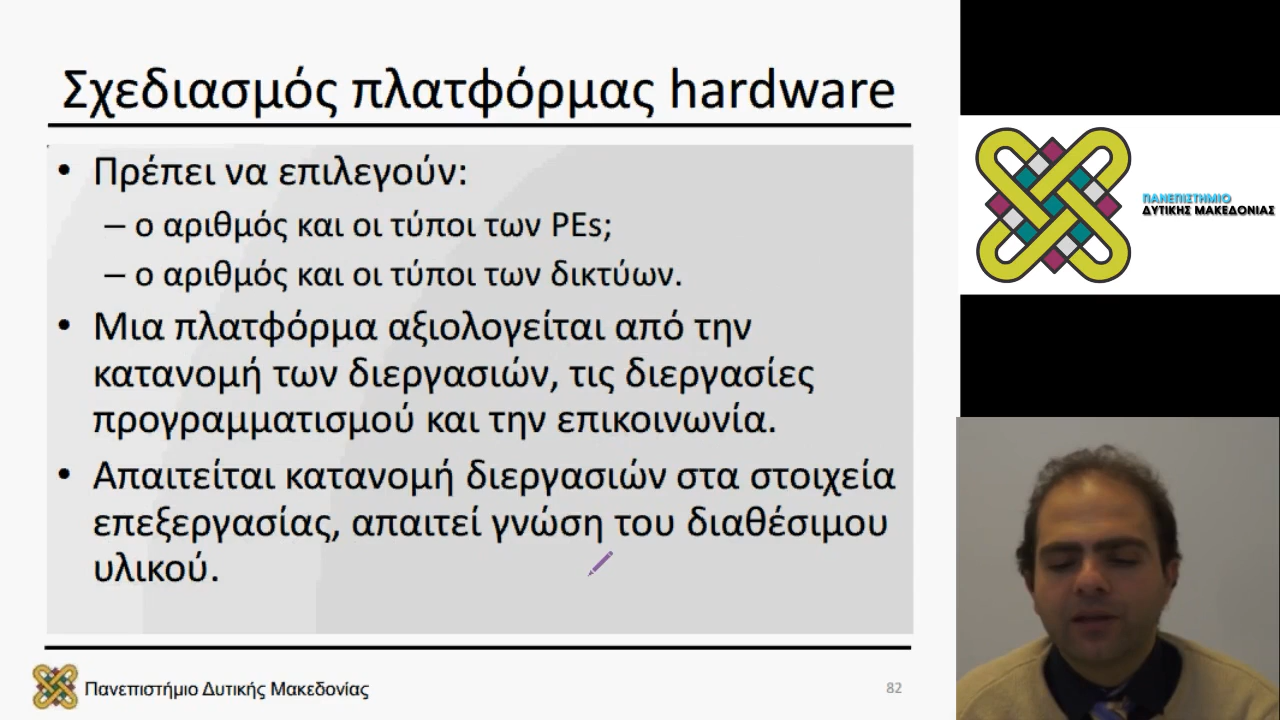 Σχεδιασμός πλατφόρμας hardware
• Πρέπει να επιλεγούν:
– ο αριθμός και οι τύποι των PEs;
– ο αριθμός και οι τύποι των δικτύων.
• Μια πλατφόρμα αξιολογείται από την
κατανομή των διεργασιών, τις διεργασίες
προγραμματισμού και την επικοινωνία.
• Απαιτείται κατανομή διεργασιών στα στοιχεία
επεξεργασίας, απαιτεί γνώση του διαθέσιμου
υλικού.
Πανεπιστήμιο Δυτικής Μακεδονίας
82
ΠΑΝΕΠΙΣΤΗΜΙΟ
ΔΥΤΙΚΗΣ ΜΑΚΕΔΟΝΙΑΣ